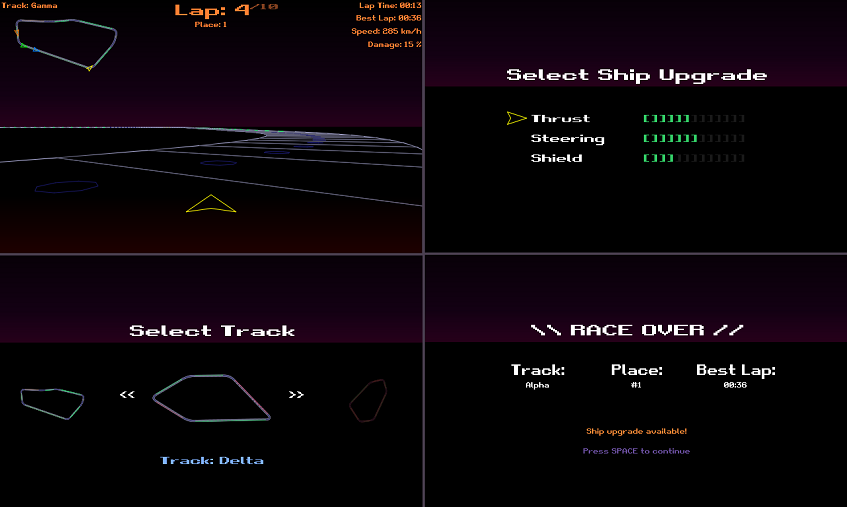 Track: Gamma
Lap: 4/10
Place: 1
Lap Time: 00:13
Best Lap: 00:36
Speed: 285 km/h
Damage: 15 %
Select Ship Upgrade
Thrust
Steering
Shield
Select Track
<< >>
Track: Delta
\\ RACE OVER //
Track: Place: Best Lap:
Alpha #1 00:36
Ship upgrade available!
Press SPACE to continue